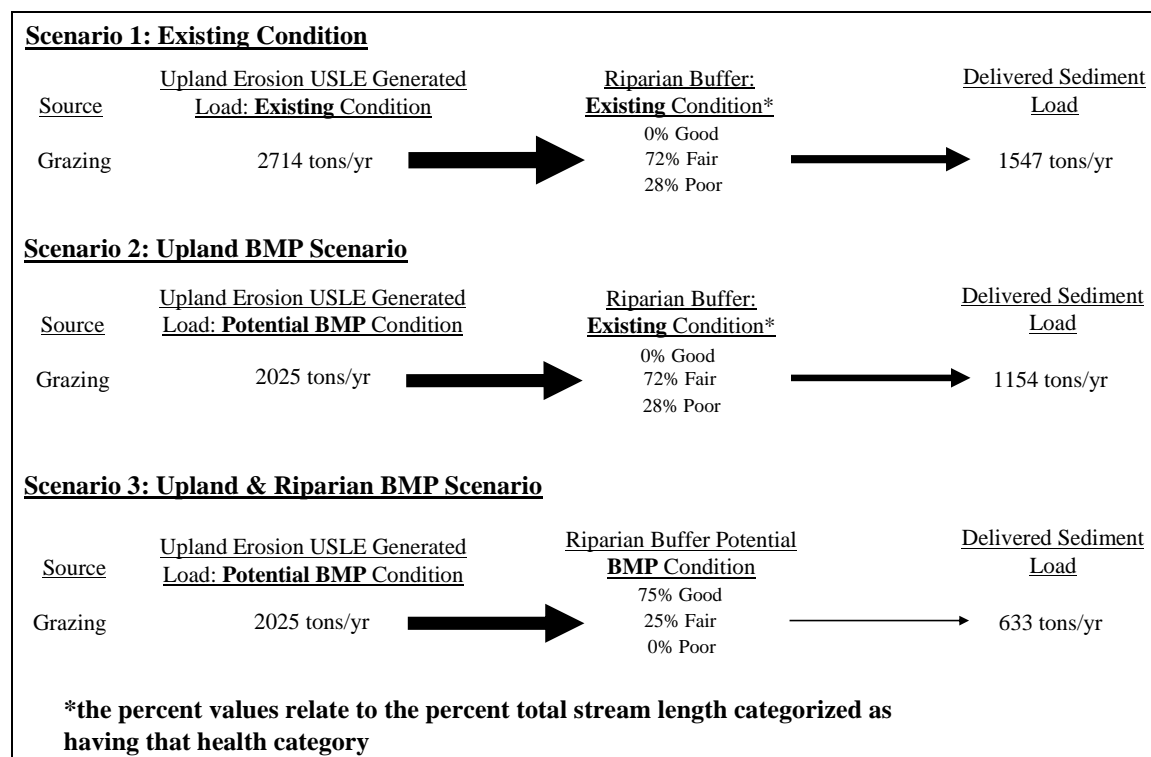 Scenario 1: Existing Condition
Upland Erosion USLE Generated
Load: Existing Condition
Riparian Buffer:
Existing Condition*
Delivered Sediment
Load
Source
0% Good
Grazing
2714 tons/yr
72% Fair
1547 tons/yr
28% Poor
Scenario 2: Upland BMP Scenario
Upland Erosion USLE Generated
Load: Potential BMP Condition
Riparian Buffer:
Existing Condition*
Delivered Sediment
Load
Source
0% Good
Grazing
2025 tons/yr
72% Fair
1154 tons/yr
28% Poor
Scenario 3: Upland & Riparian BMP Scenario
Upland Erosion USLE Generated
Load: Potential BMP Condition
Riparian Buffer Potential
BMP Condition
Delivered Sediment
Load
Source
75% Good
Grazing
2025 tons/yr
25% Fair
633 tons/yr
0% Poor
*the percent values relate to the percent total stream length categorized as
having that health category